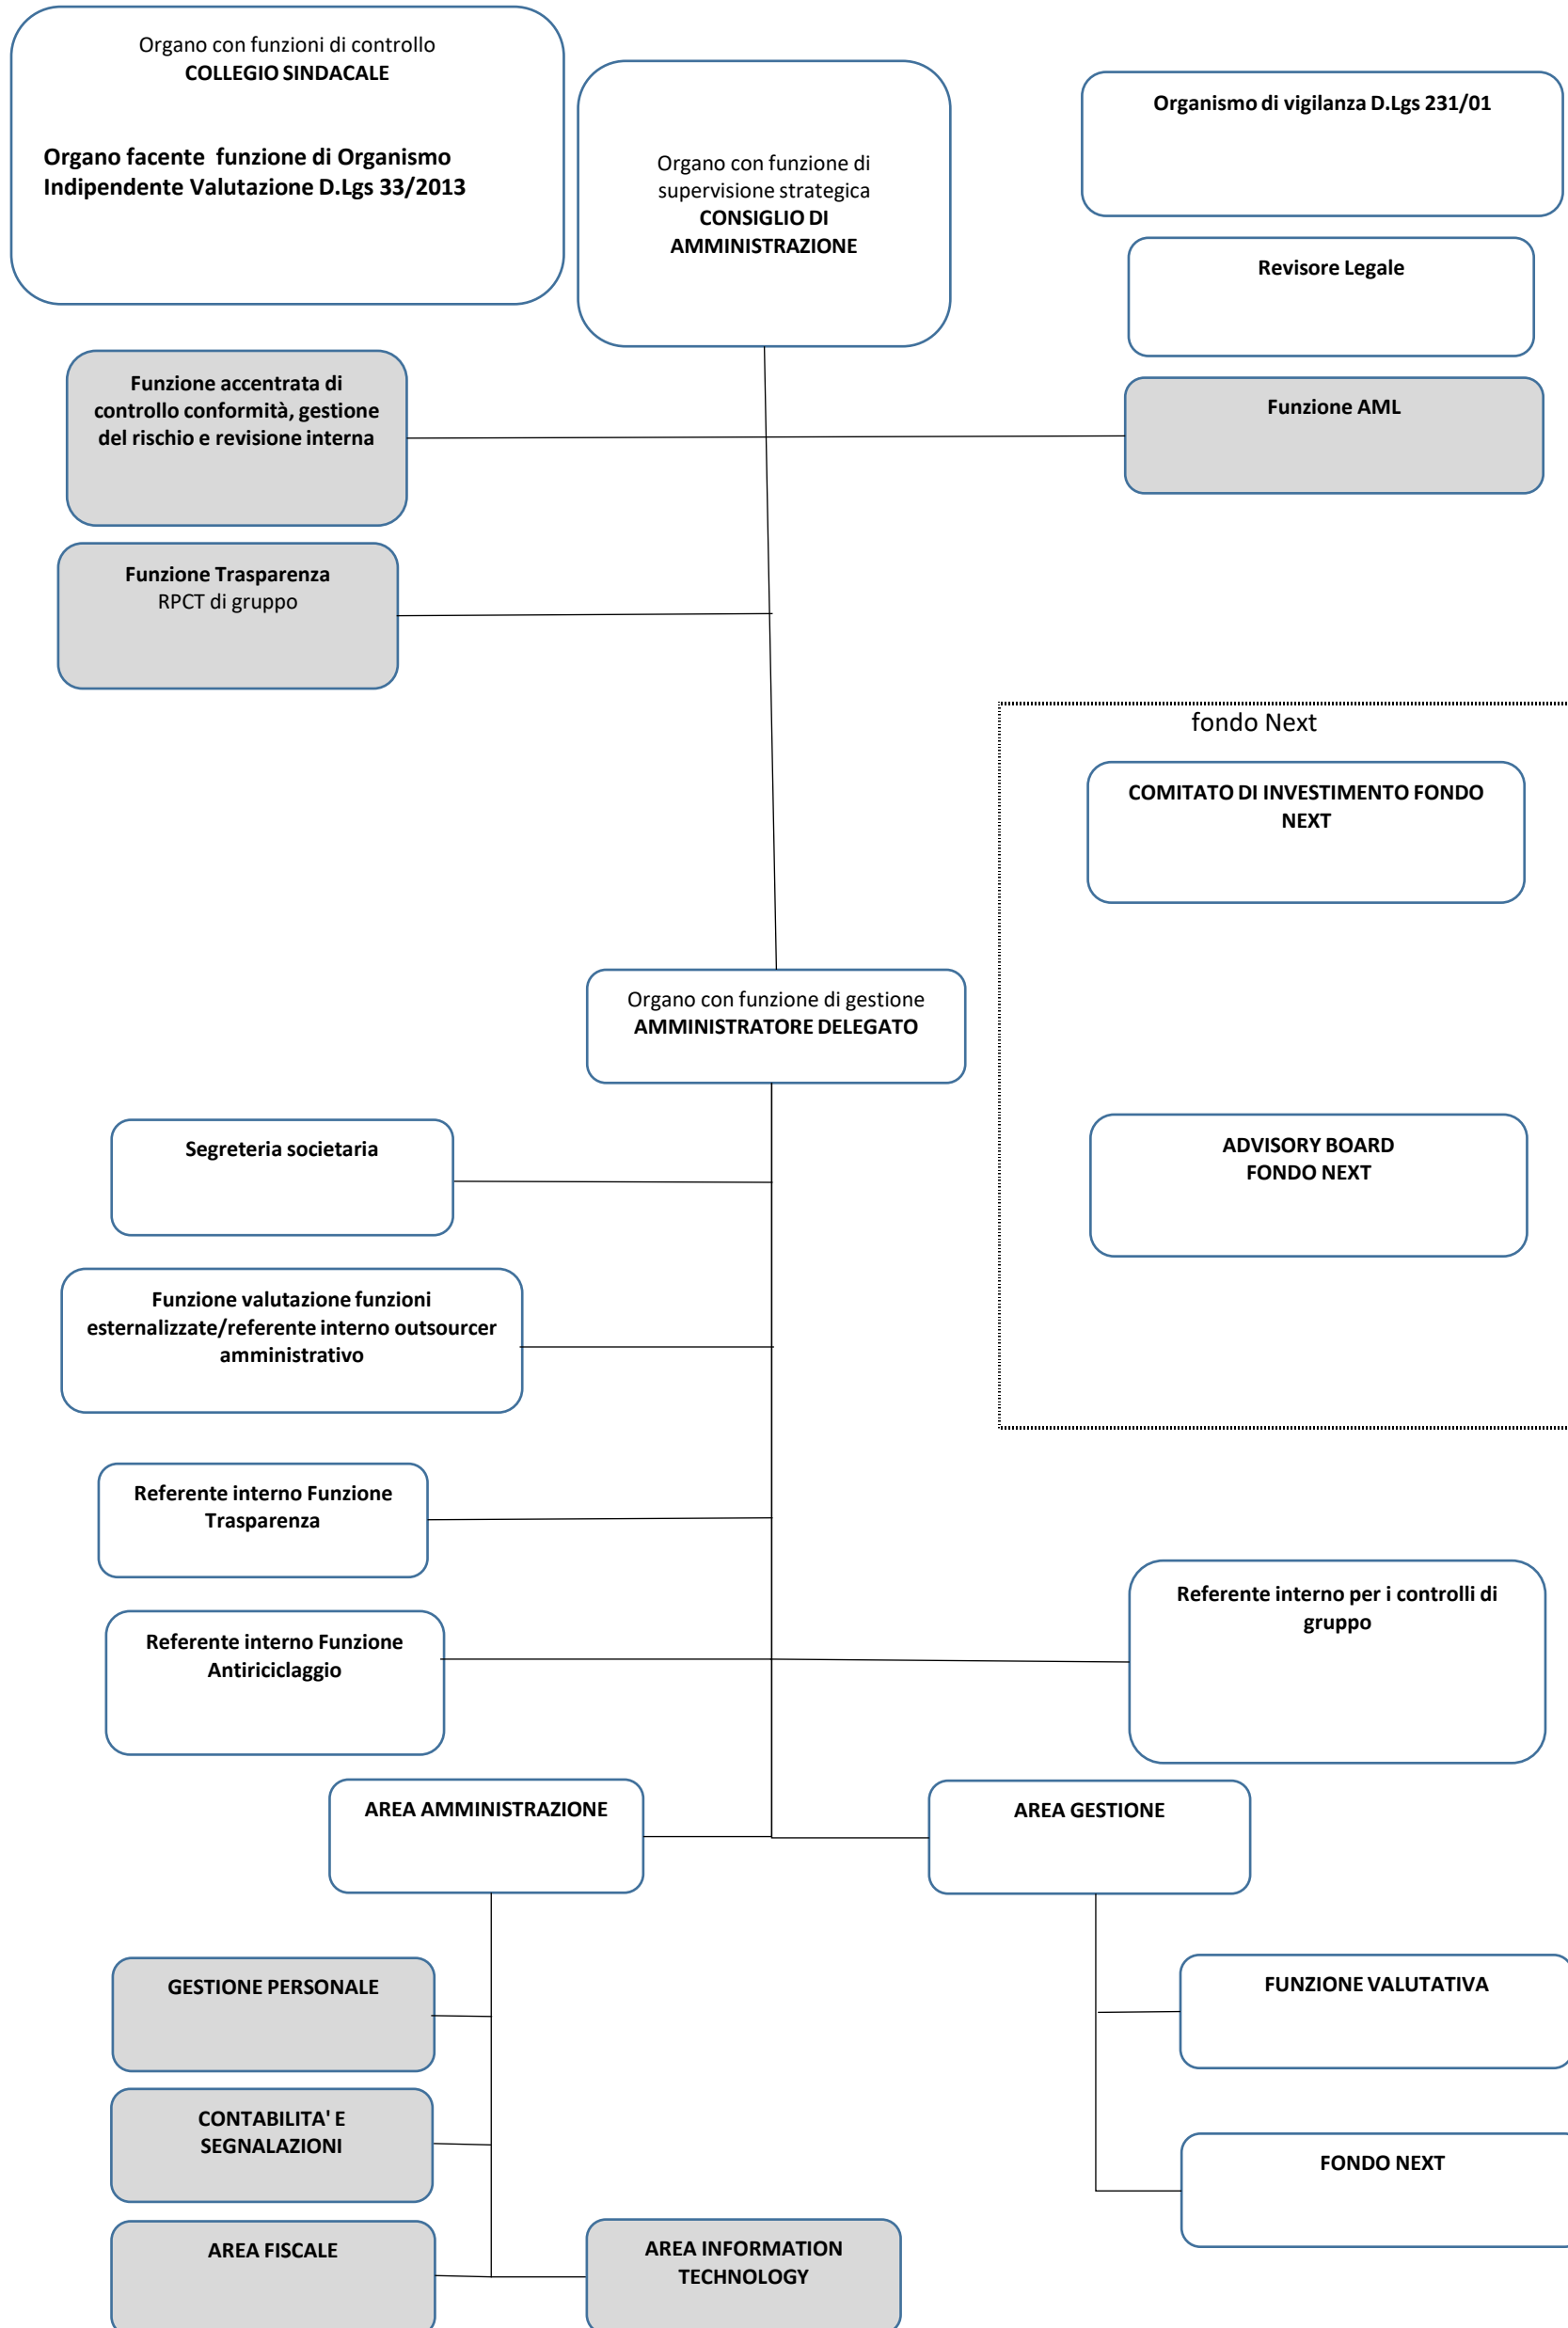 Organo con funzioni di controllo
COLLEGIO SINDACALE
Organo facente  funzione di Organismo
Indipendente Valutazione D.Lgs 33/2013
Organo con funzione di
supervisione strategica
CONSIGLIO DI
AMMINISTRAZIONE
Organismo di vigilanza D.Lgs 231/01
Revisore Legale
Funzione accentrata di
controllo conformità, gestione
del rischio e revisione interna
Funzione AML
Funzione Trasparenza
RPCT di gruppo
fondo Next
COMITATO DI INVESTIMENTO FONDO
NEXT
Organo con funzione di gestione
AMMINISTRATORE DELEGATO
Segreteria societaria
ADVISORY BOARD
FONDO NEXT
Funzione valutazione funzioni
esternalizzate/referente interno outsourcer
amministrativo
Referente interno Funzione
Trasparenza
Referente interno Funzione
Antiriciclaggio
Referente interno per i controlli di
gruppo
AREA AMMINISTRAZIONE
AREA GESTIONE
GESTIONE PERSONALE
FUNZIONE VALUTATIVA
CONTABILITA' E
SEGNALAZIONI
FONDO NEXT
AREA FISCALE
AREA INFORMATION
TECHNOLOGY